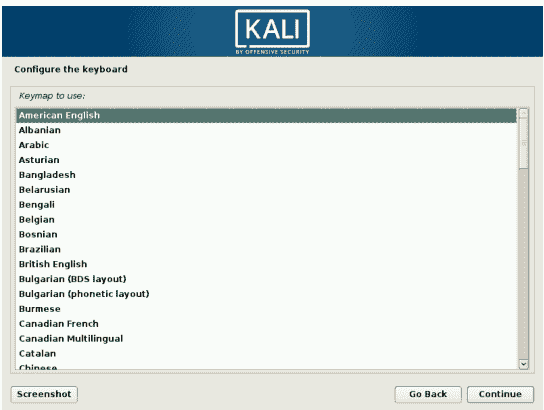 KALI
BY OFFENSIVE SECURITY
Configure the keyboard
Keymap to use:
American English
Albanian
Arabic
Asturian
Bangladesh
Belarusian
Bengali
Belgian
Bosnian
Brazilian
British English
Bulgarian (BDS layout)
Bulgarian (phonetic layout)
Burmese
Canadian French
Canadian Multilingual
Catalan
Chinese
Screenshot Go Back Continue